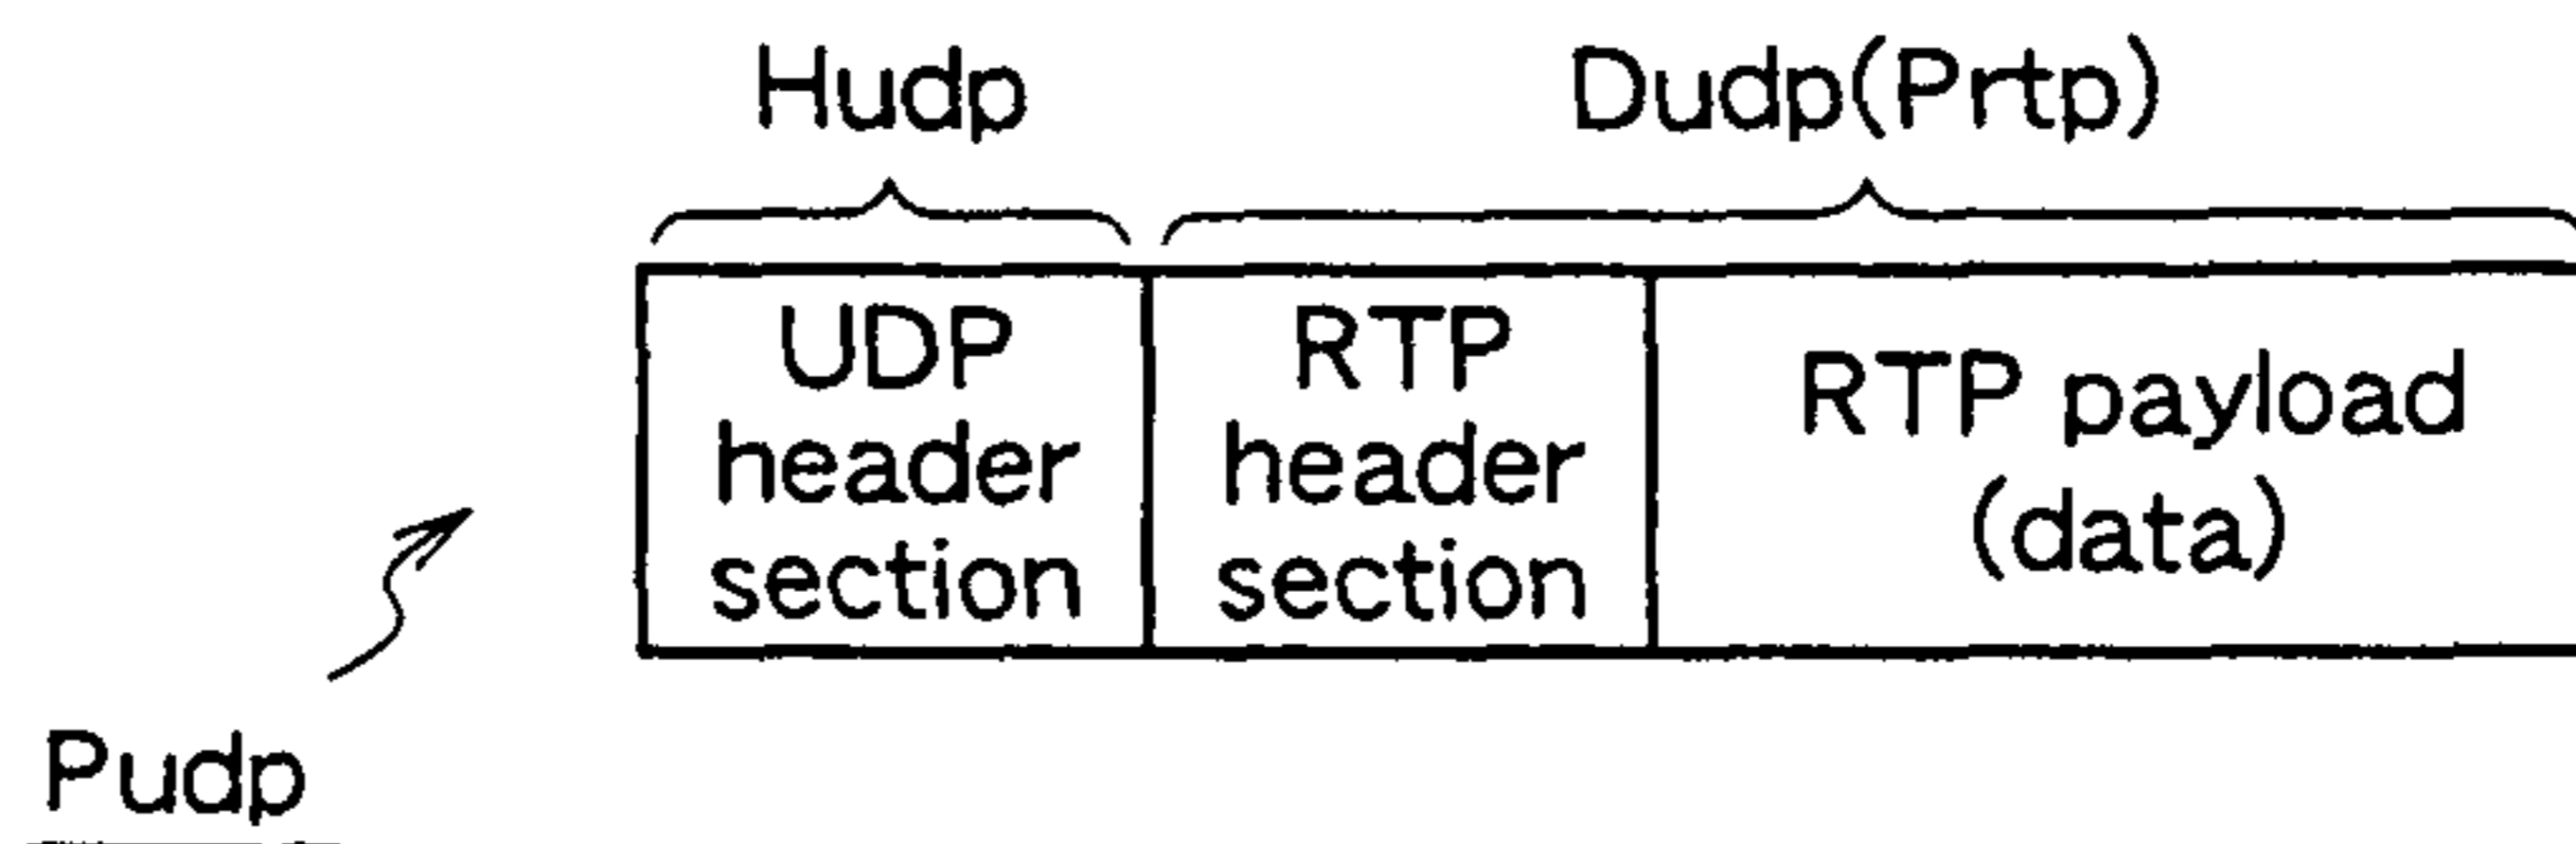 Hudp
Dudp(Prtp)
UDP
header
section
RTP
header
section
RTP payload
(data)
Pudp